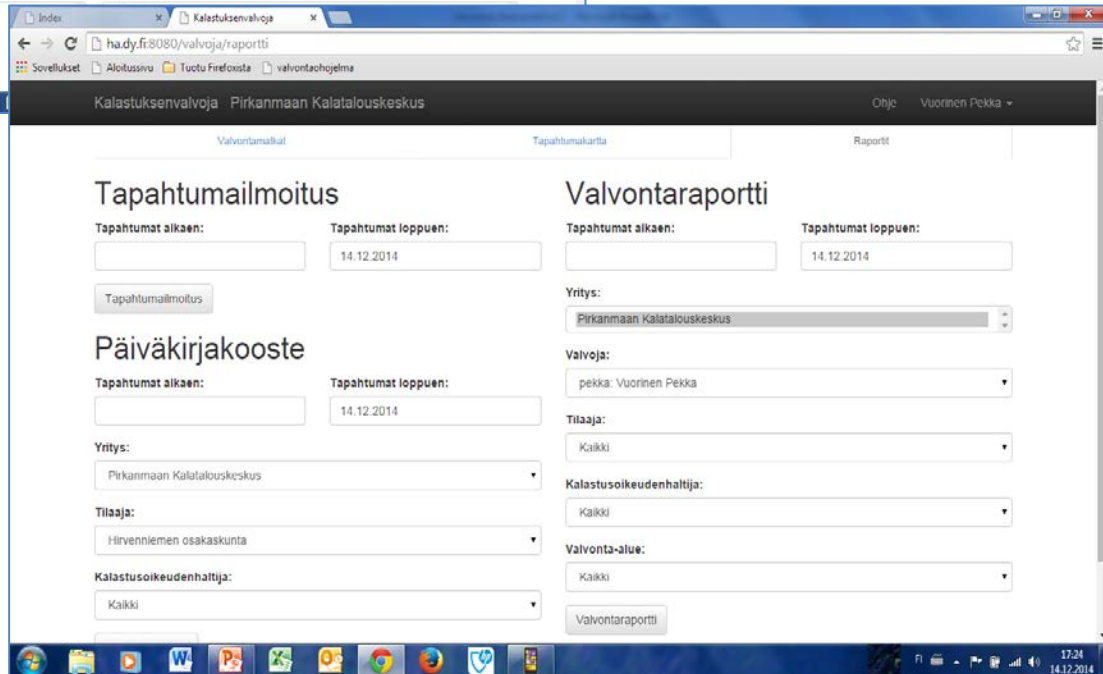 Index
Kalastuksenvalvoja
ha.dy.fi:8080/valvoja/raportti
Sovellukset Aloitussivu Tuotu Firefoxista valvontaohjelma
Kalastuksenvalvoja Pirkanmaan Kalatalouskeskus Ohje Vuorinen Pekka
Valvontamatkat Tapahtumakartta Raportit
Tapahtumailmoitus
Tapahtumat alkaen: Tapahtumat loppuen:
14.12.2014
Tapahtumailmoitus
Päiväkirjakooste
Tapahtumat alkaen: Tapahtumat loppuen:
14.12.2014
Yritys:
Pirkanmaan Kalatalouskeskus
Tilaaja:
Hirvenniemen osakaskunta
Kalastusoikeudenhaltija:
Kaikki
Valvontaraportti
Tapahtumat alkaen: Tapahtumat loppuen:
14.12.2014
Yritys:
Pirkanmaan Kalatalouskeskus
Valvoja:
pekka: Vuorinen Pekka
Tilaaja:
Kaikki
Kalastusoikeudenhaltija:
Kaikki
Valvonta-alue:
Kaikki
Valvontaraportti
FI 17:24
14.12.2014